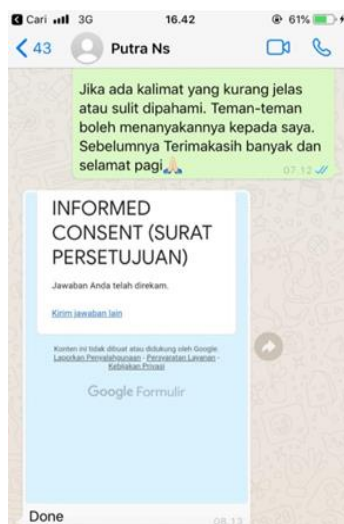 Cari 3G 16.42 61%
43 Putra Ns
Jika ada kalimat yang kurang jelas
atau sulit dipahami. Teman-teman
boleh menanyakannya kepada saya.
Sebelumnya Terimakasih banyak dan
selamat pagi🙏🏻
07.12
INFORMED
CONSENT (SURAT
PERSETUJUAN)
Jawaban Anda telah direkam.
Kirim jawaban lain
Konten ini tidak dibuat atau didukung oleh Google.
Laporkan Penyalahgunaan - Persyaratan Layanan -
Kebijakan Privasi
Google Formulir
Done
08.13